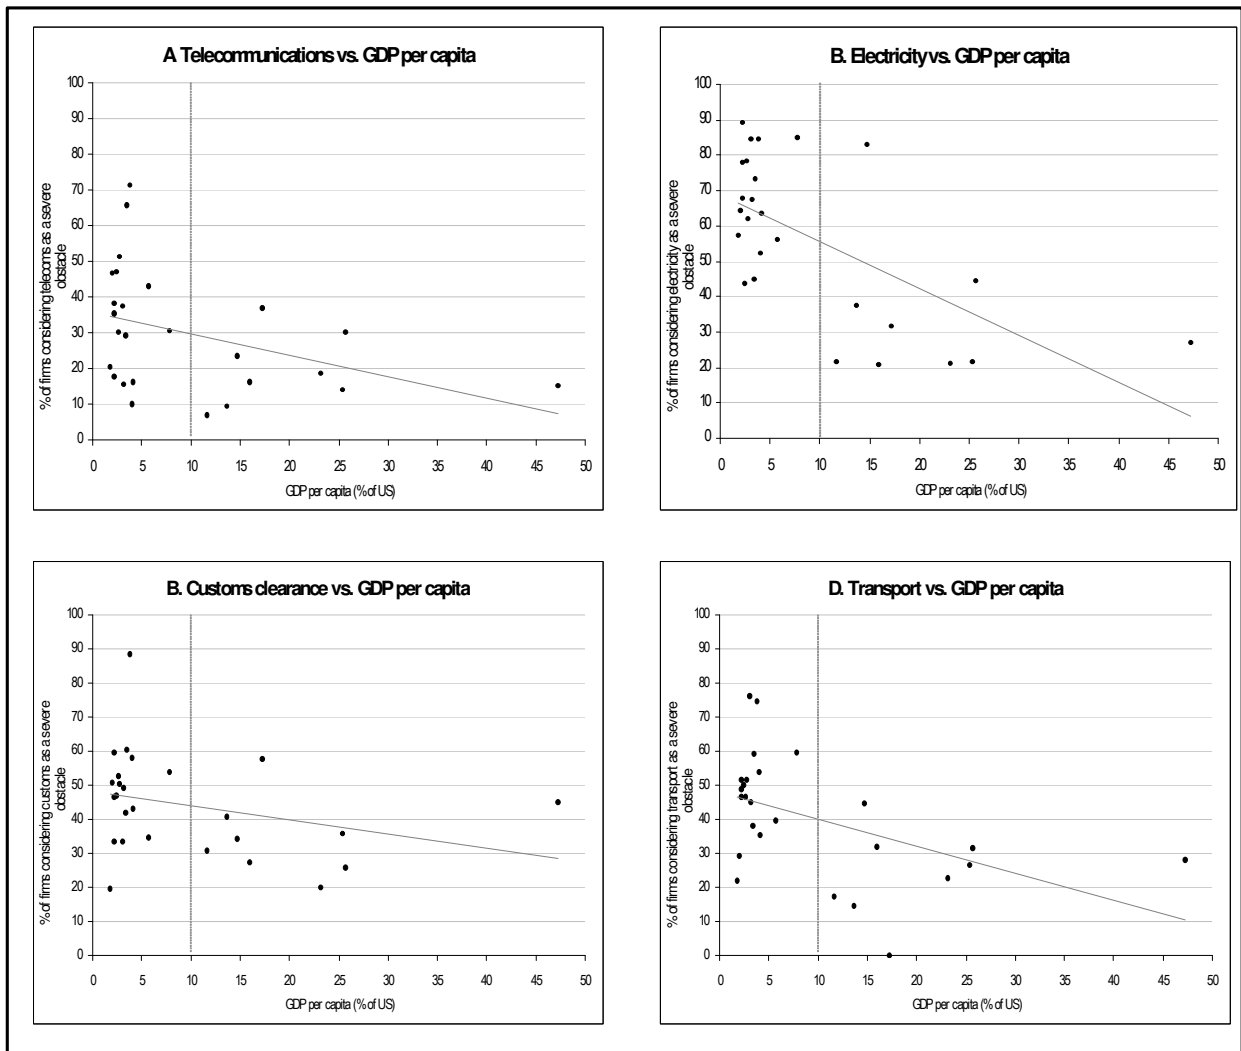 A Telecommunications vs. GDP per capita
% of firms considering telecoms as a severe
obstacle
100
90
80
70
60
50
40
30
20
10
0
0 5 10 15 20 25 30 35 40 45 50
GDP per capita (% of US)
B. Electricity vs. GDP per capita
% of firms considering electricity as a severe
obstacle
100
90
80
70
60
50
40
30
20
10
0
0 5 10 15 20 25 30 35 40 45 50
GDP per capita (% of US)
B. Customs clearance vs. GDP per capita
% of firms considering customs as a severe
obstacle
100
90
80
70
60
50
40
30
20
10
0
0 5 10 15 20 25 30 35 40 45 50
GDP per capita (% of US)
D. Transport vs. GDP per capita
% of firms considering transport as a severe
obstacle
100
90
80
70
60
50
40
30
20
10
0
0 5 10 15 20 25 30 35 40 45 50
GDP per capita (% of US)